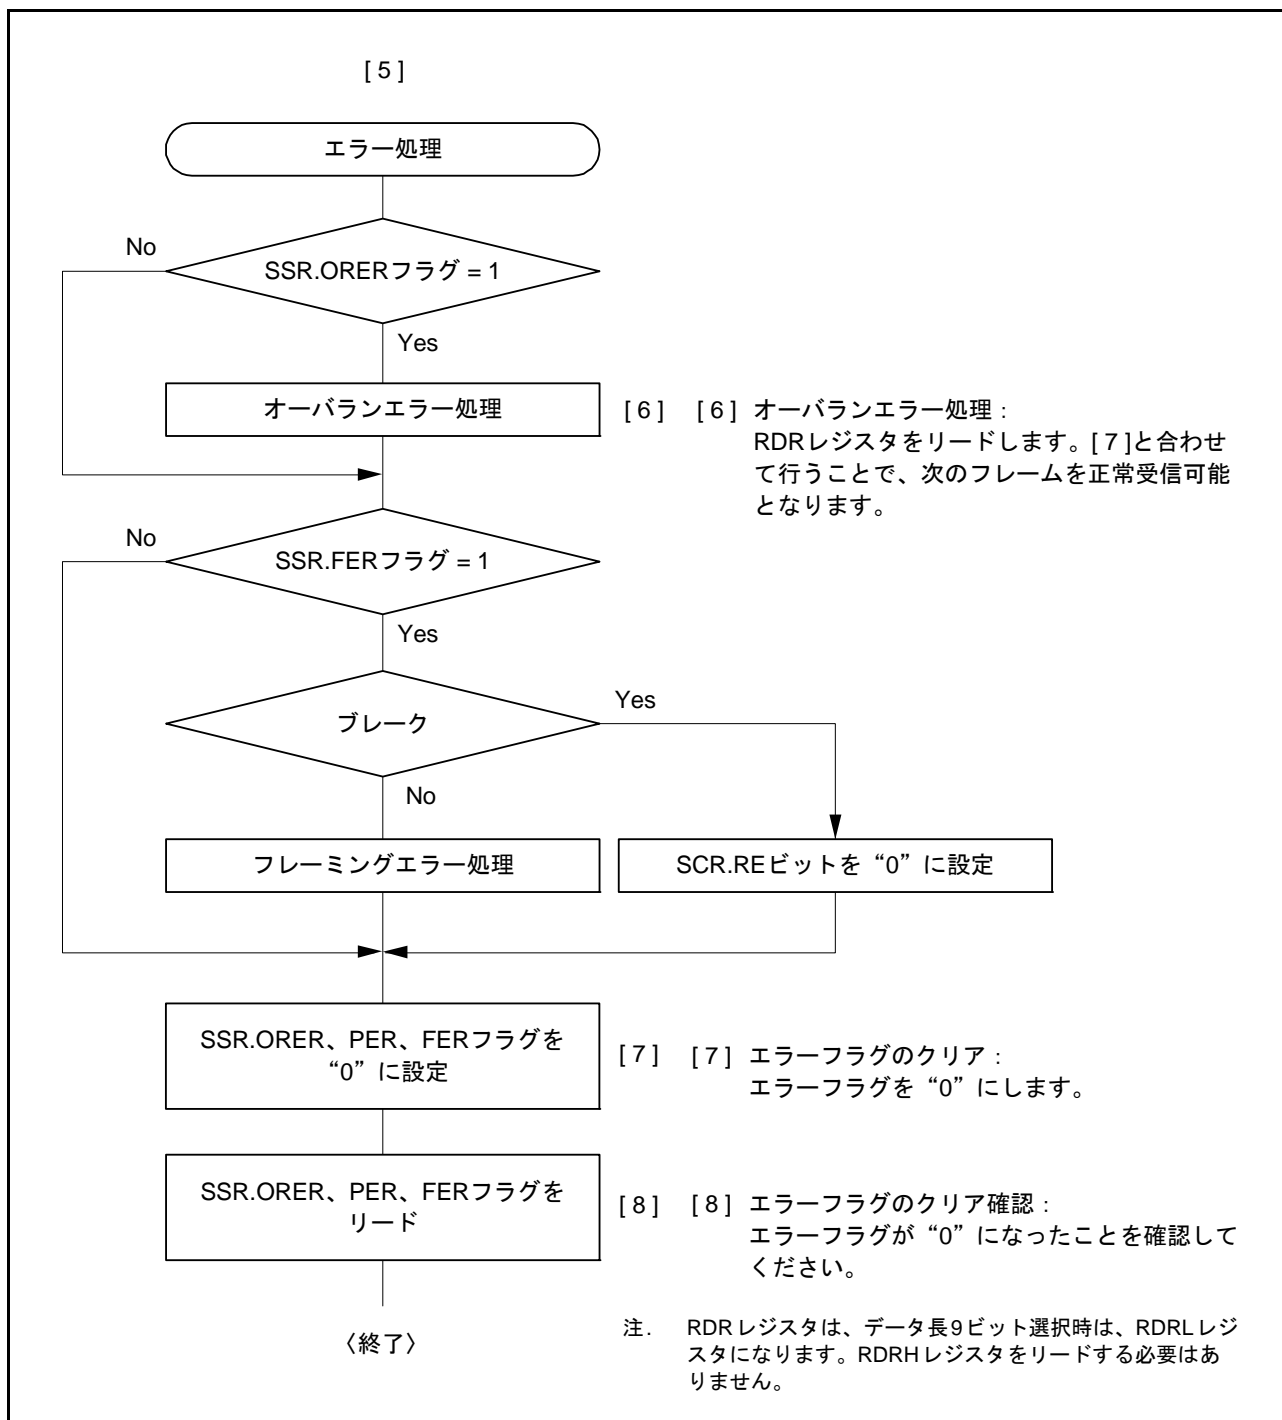 [ 5 ]
エラー処理
No
SSR.ORERフラグ = 1
Yes
オーバランエラー処理
[ 6 ]
[ 6 ] オーバランエラー処理：
RDRレジスタをリードします。[ 7 ]と合わせ
て行うことで、次のフレームを正常受信可能
となります。
No
SSR.FERフラグ = 1
Yes
ブレーク
Yes
No
フレーミングエラー処理
SCR.REビットを“0”に設定
SSR.ORER、PER、FERフラグを
“0”に設定
[ 7 ]
[ 7 ] エラーフラグのクリア：
エラーフラグを“0”にします。
SSR.ORER、PER、FERフラグを
リード
[ 8 ]
[ 8 ] エラーフラグのクリア確認：
エラーフラグが“0”になったことを確認して
ください。
〈終了〉
注. RDRレジスタは、データ長9ビット選択時は、RDRLレジ
スタになります。RDRHレジスタをリードする必要はあ
りません。